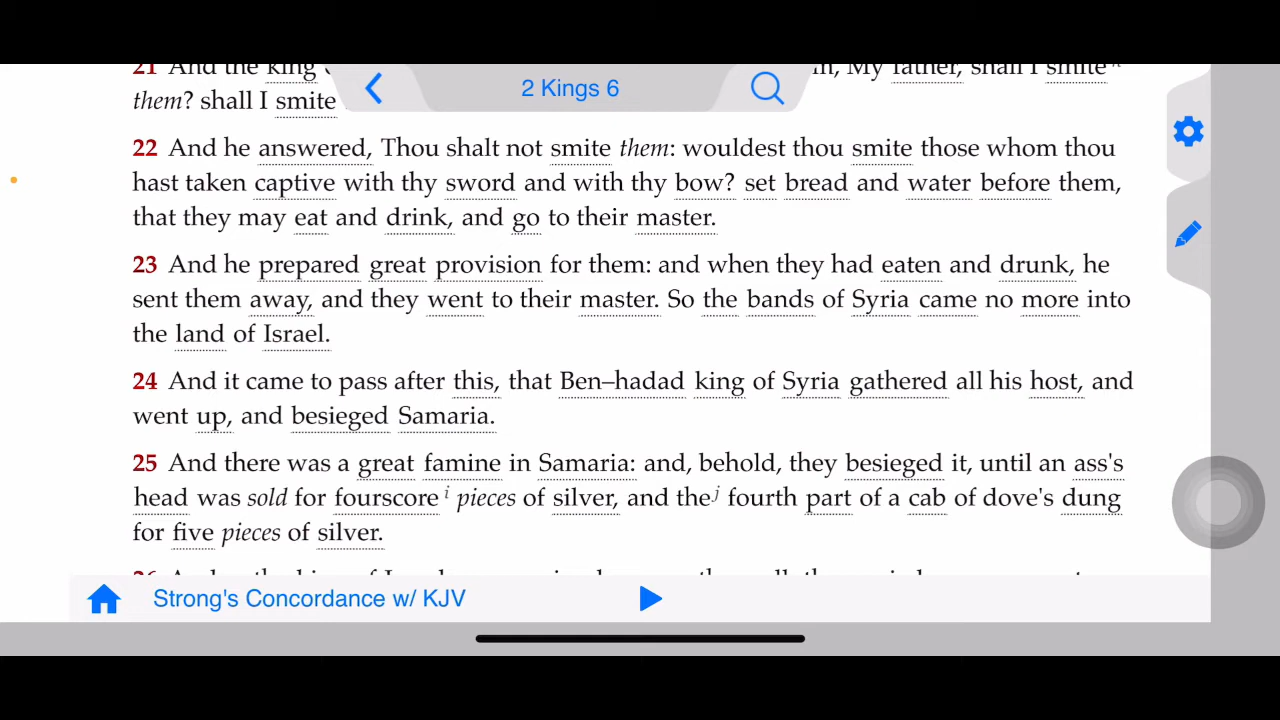 21 And the king
2 Kings 6
My father, shall I smite
them? shall I smite
22 And he answered, Thou shalt not smite them: wouldest thou smite those whom thou
hast taken captive with thy sword and with thy bow? set bread and water before them,
that they may eat and drink, and go to their master.
23 And he prepared great provision for them: and when they had eaten and drunk, he
sent them away, and they went to their master. So the bands of Syria came no more into
the land of Israel.
24 And it came to pass after this, that Ben–hadad king of Syria gathered all his host, and
went up, and besieged Samaria.
25 And there was a great famine in Samaria: and, behold, they besieged it, until an ass's
head was sold for fourscore i pieces of silver, and the j fourth part of a cab of dove's dung
for five pieces of silver.
Strong's Concordance w/ KJV